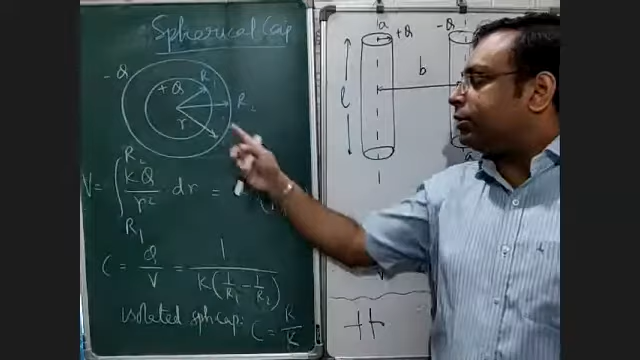 Spherical Cap
- Q
+ Q
R₁
R₂
r
V = ∫_{R₁}^{R₂} kQ/r² dr =
C = Q/V = 1/(K(1/R₁ - 1/R₂))
isolated sph cap: C = R/K
a
+Q
-Q
b
l
a